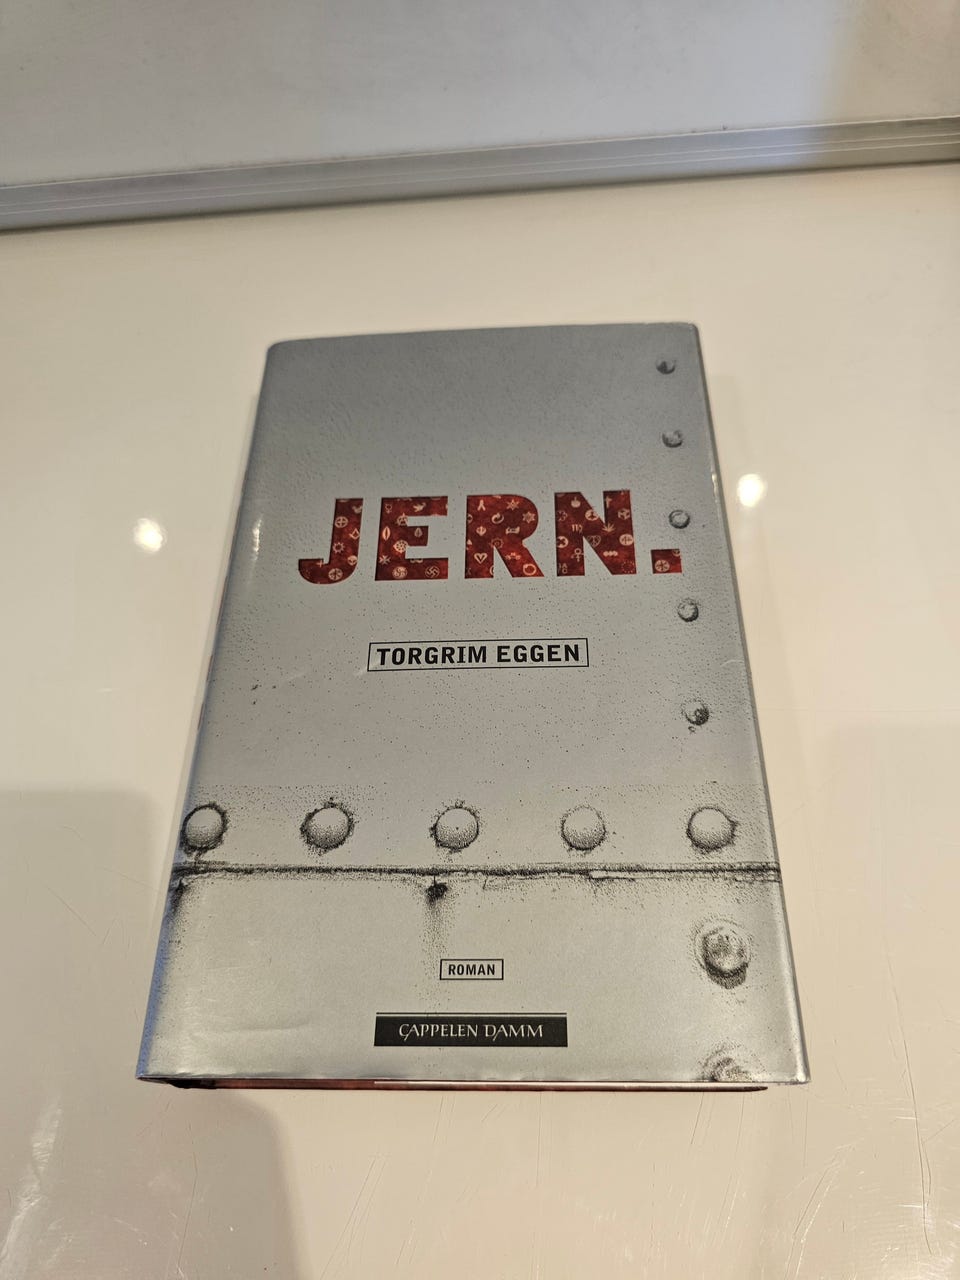 JERN.
TORGRIM EGGEN
ROMAN
CAPPELEN DAMM